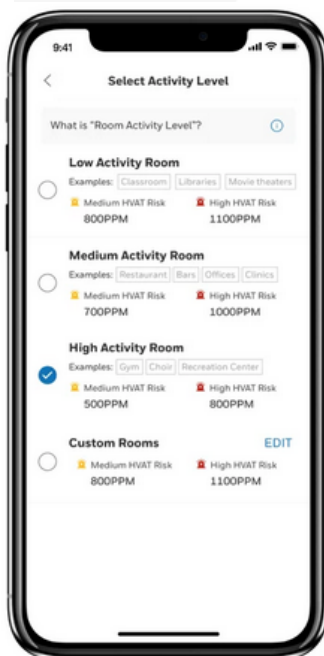 9:41
Select Activity Level
What is "Room Activity Level"?
Low Activity Room
Examples: Classroom Libraries Movie theaters
Medium HVAT Risk High HVAT Risk
800PPM 1100PPM
Medium Activity Room
Examples: Restaurant Bars Offices Clinics
Medium HVAT Risk High HVAT Risk
700PPM 1000PPM
High Activity Room
Examples: Gym Choir Recreation Center
Medium HVAT Risk High HVAT Risk
500PPM 800PPM
Custom Rooms EDIT
Medium HVAT Risk High HVAT Risk
800PPM 1100PPM